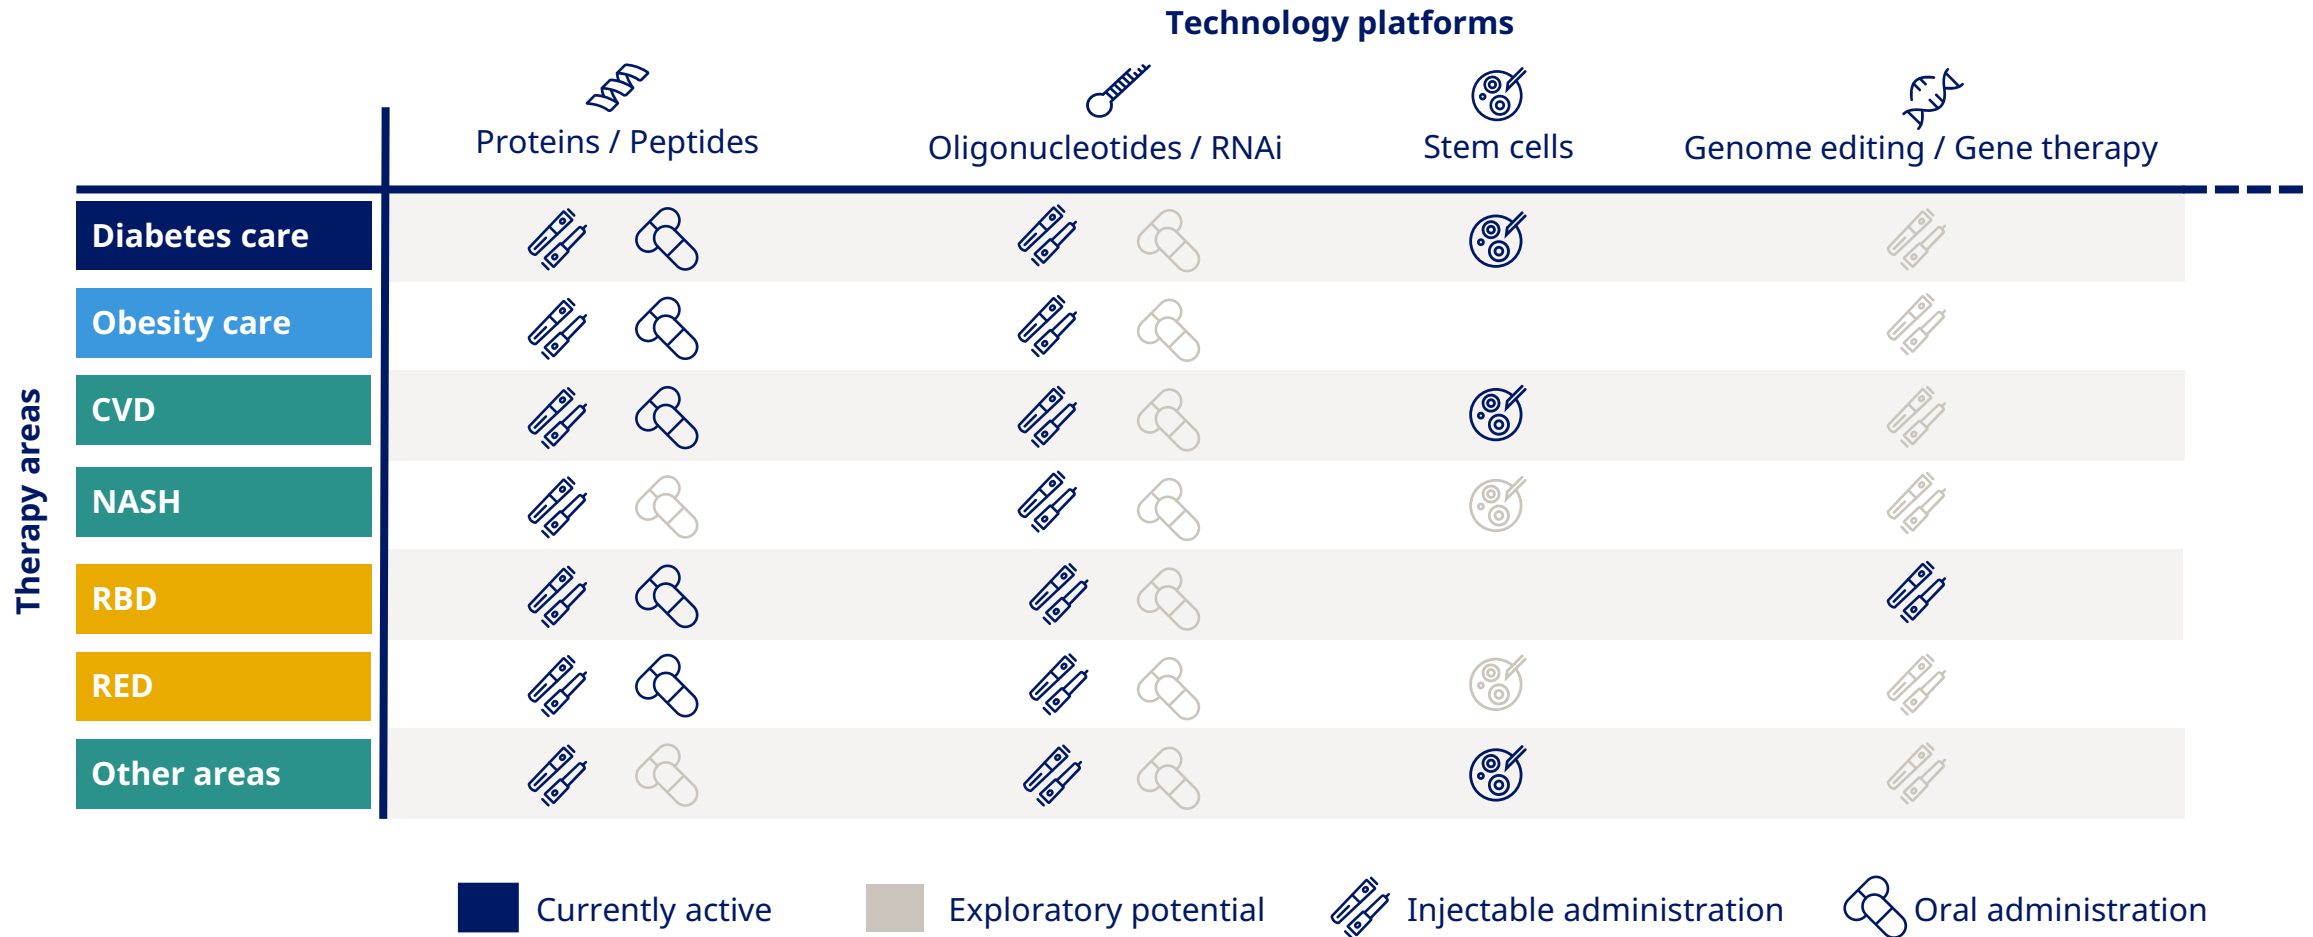 Technology platforms
Proteins / Peptides
Oligonucleotides / RNAi
Stem cells
Genome editing / Gene therapy
Therapy areas
Diabetes care
Obesity care
CVD
NASH
RBD
RED
Other areas
Currently active
Exploratory potential
Injectable administration
Oral administration